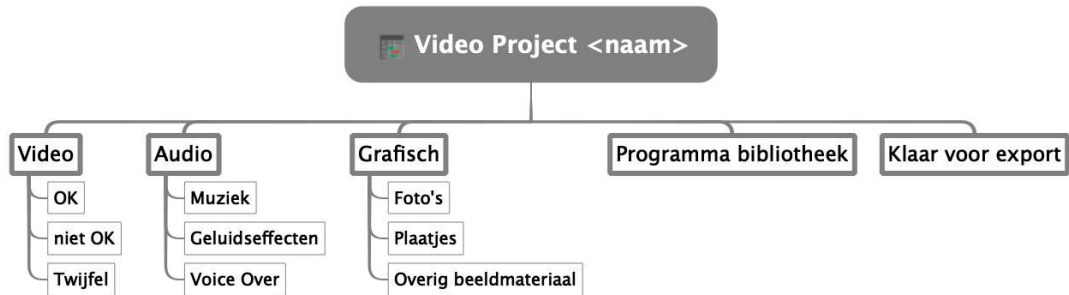 Video Project <naam>
Video
OK
niet OK
Twijfel
Audio
Muziek
Geluidseffecten
Voice Over
Grafisch
Foto's
Plaatjes
Overig beeldmateriaal
Programma bibliotheek
Klaar voor export